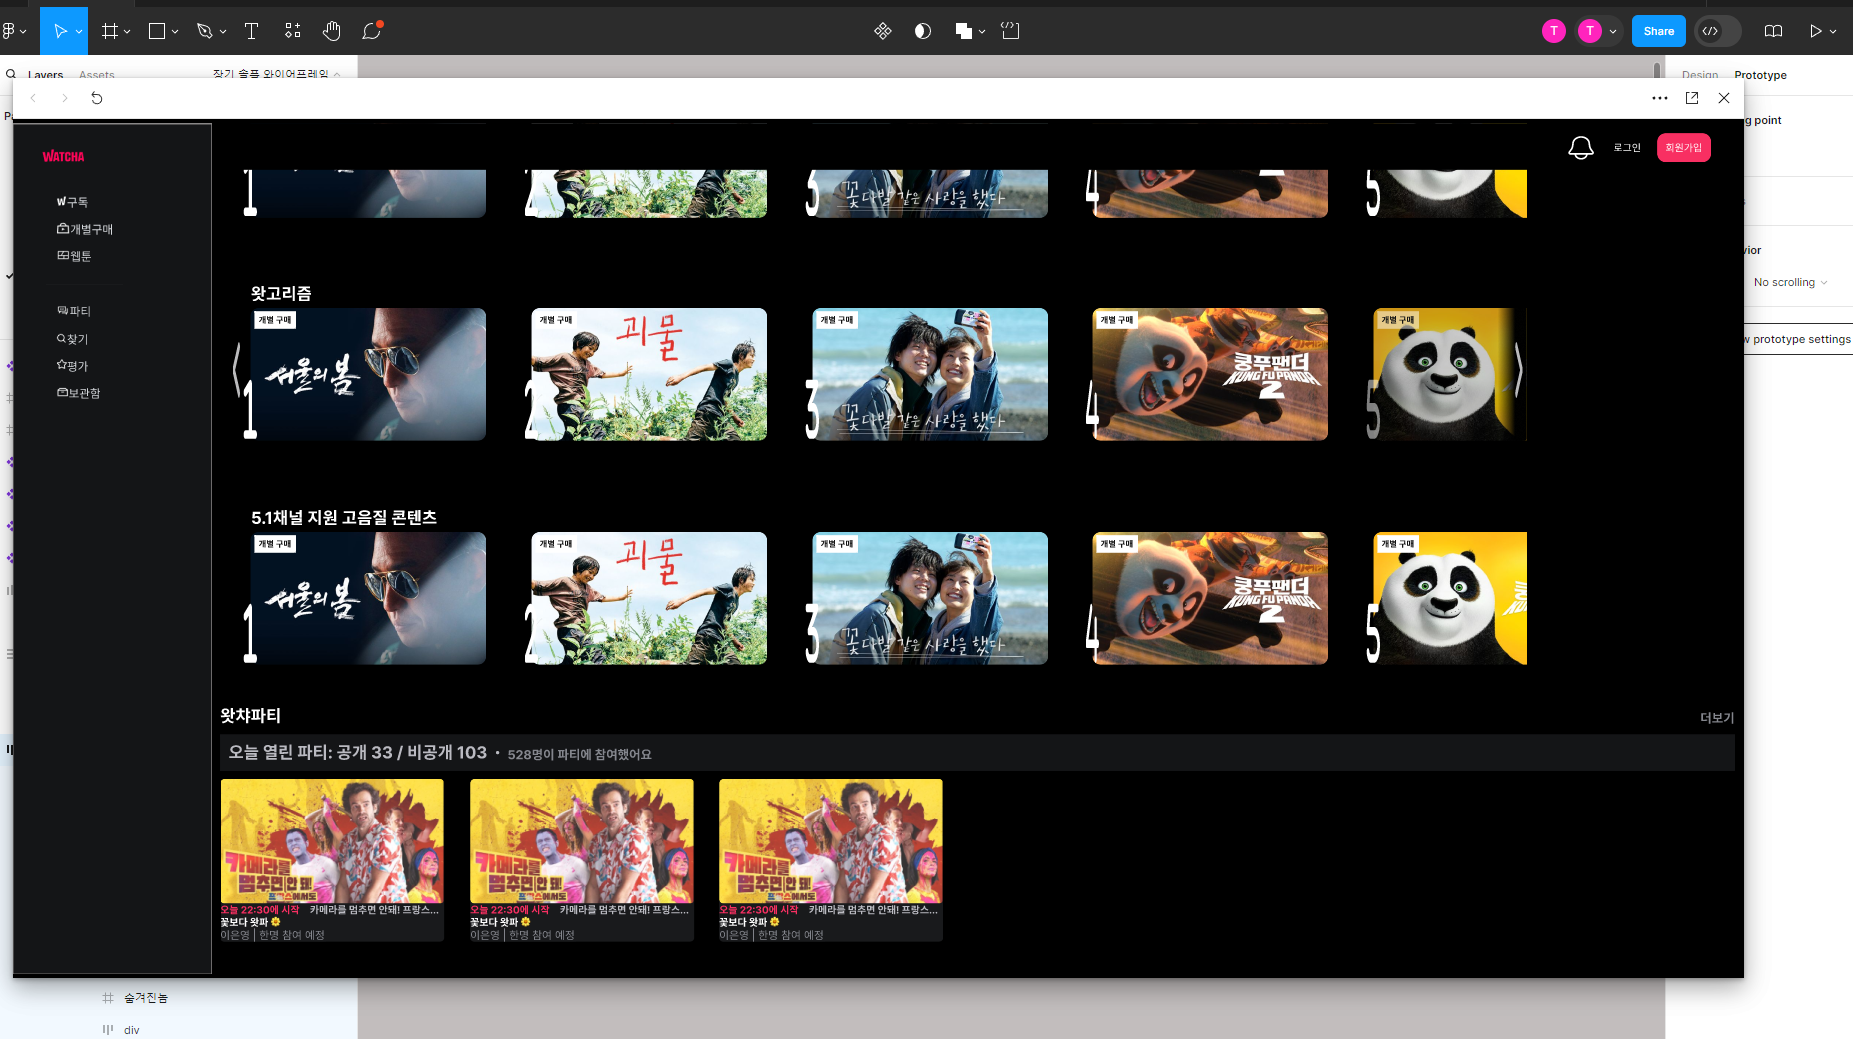 T
T
Share
Layers
Assets
장기 숄품 와이어프레임
Design
Prototype
g point
No scrolling
w prototype settings
WATCHA
구독
개별구매
웹툰
파티
찾기
평가
보관함
로그인
회원가입
1
2
3
꽃다발 같은 사랑을 했다
4
5
왓고리즘
개별 구매
서울의 봄
1
개별 구매
괴물
2
개별 구매
꽃다발 같은 사랑을 했다
3
개별 구매
쿵푸팬더
KUNG FU PANDA
2
4
개별 구매
5
5.1채널 지원 고음질 콘텐츠
개별 구매
서울의 봄
1
개별 구매
괴물
2
개별 구매
꽃다발 같은 사랑을 했다
3
개별 구매
쿵푸팬더
KUNG FU PANDA
2
4
개별 구매
5
왓챠파티
더보기
오늘 열린 파티: 공개 33 / 비공개 103 • 528명이 파티에 참여했어요
카메라를
멈추면 안 돼!
프랑스에서도
오늘 22:30에 시작 카메라를 멈추면 안돼! 프랑스...
꽃보다 왓파
이은영 | 한명 참여 예정
카메라를
멈추면 안 돼!
프랑스에서도
오늘 22:30에 시작 카메라를 멈추면 안돼! 프랑스...
꽃보다 왓파
이은영 | 한명 참여 예정
카메라를
멈추면 안 돼!
프랑스에서도
오늘 22:30에 시작 카메라를 멈추면 안돼! 프랑스...
꽃보다 왓파
이은영 | 한명 참여 예정
숨겨진놈
div